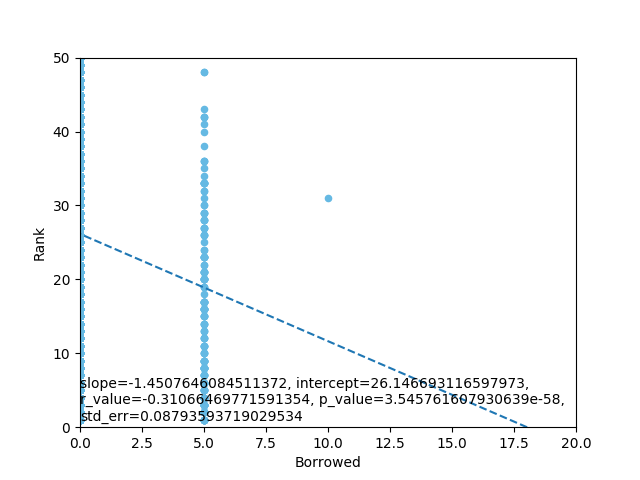 50
40
30
20
10
0
Rank
slope=-1.4507646084511372, intercept=26.146693116597973,
r_value=-0.31066469771591354, p_value=3.545761697930639e-58,
std_err=0.08793593719029534
0.0 2.5 5.0 7.5 10.0 12.5 15.0 17.5 20.0
Borrowed